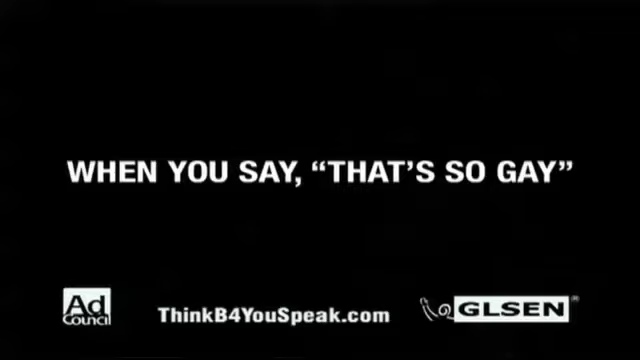 WHEN YOU SAY, “THAT’S SO GAY”
Ad
Council
ThinkB4YouSpeak.com
GLSEN®